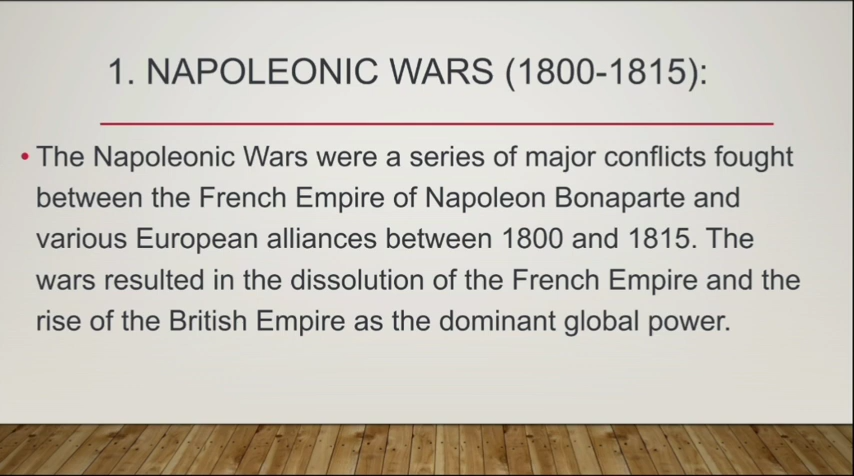 1. NAPOLEONIC WARS (1800-1815):
• The Napoleonic Wars were a series of major conflicts fought
between the French Empire of Napoleon Bonaparte and
various European alliances between 1800 and 1815. The
wars resulted in the dissolution of the French Empire and the
rise of the British Empire as the dominant global power.